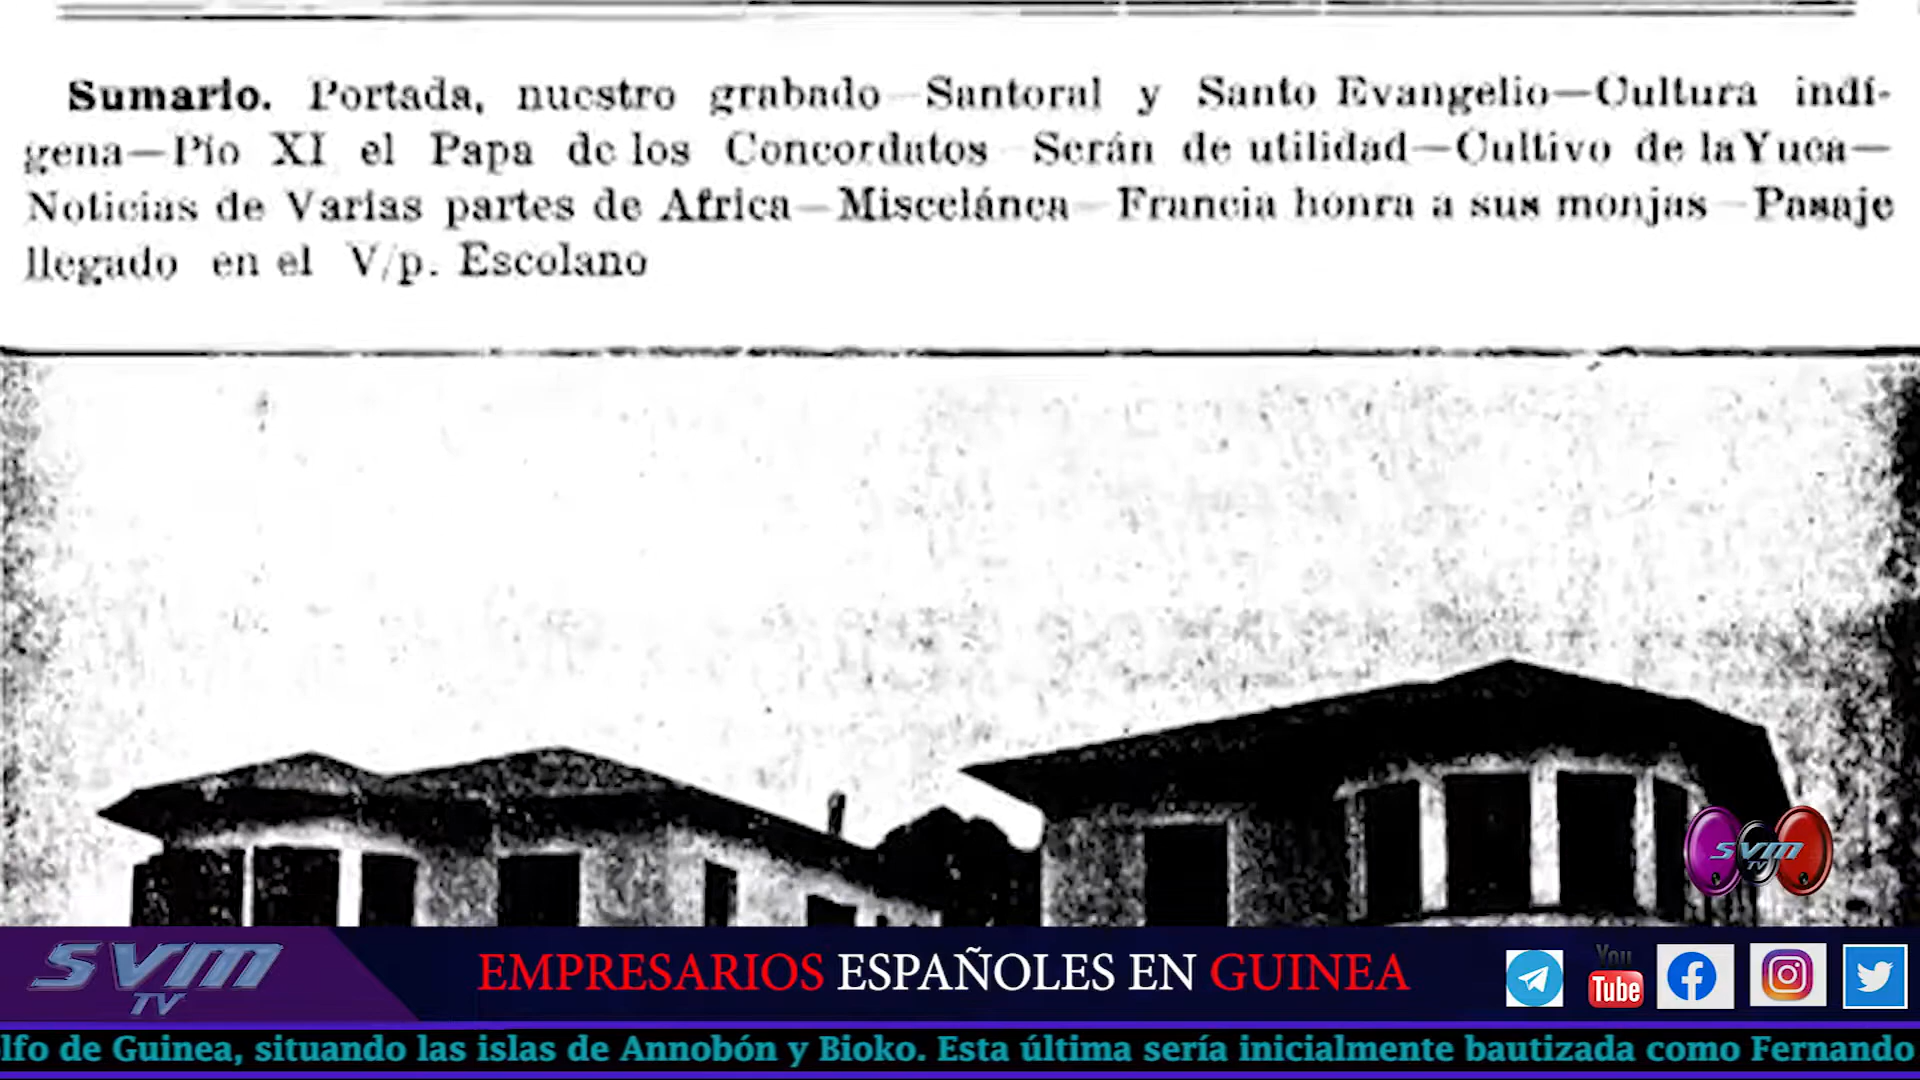 Sumario. Portada, nuestro grabado—Santoral y Santo Evangelio—Cultura indí-
gena—Pío XI el Papa de los Concordatos—Serán de utilidad—Cultivo de la Yuca—
Noticias de Varias partes de Africa—Miscelánea—Francia honra a sus monjas—Pasaje
llegado en el V/p. Escolano
SVM
TV
SVM
TV
EMPRESARIOS ESPAÑOLES EN GUINEA
You
Tube
lfo de Guinea, situando las islas de Annobón y Bioko. Esta última sería inicialmente bautizada como Fernando